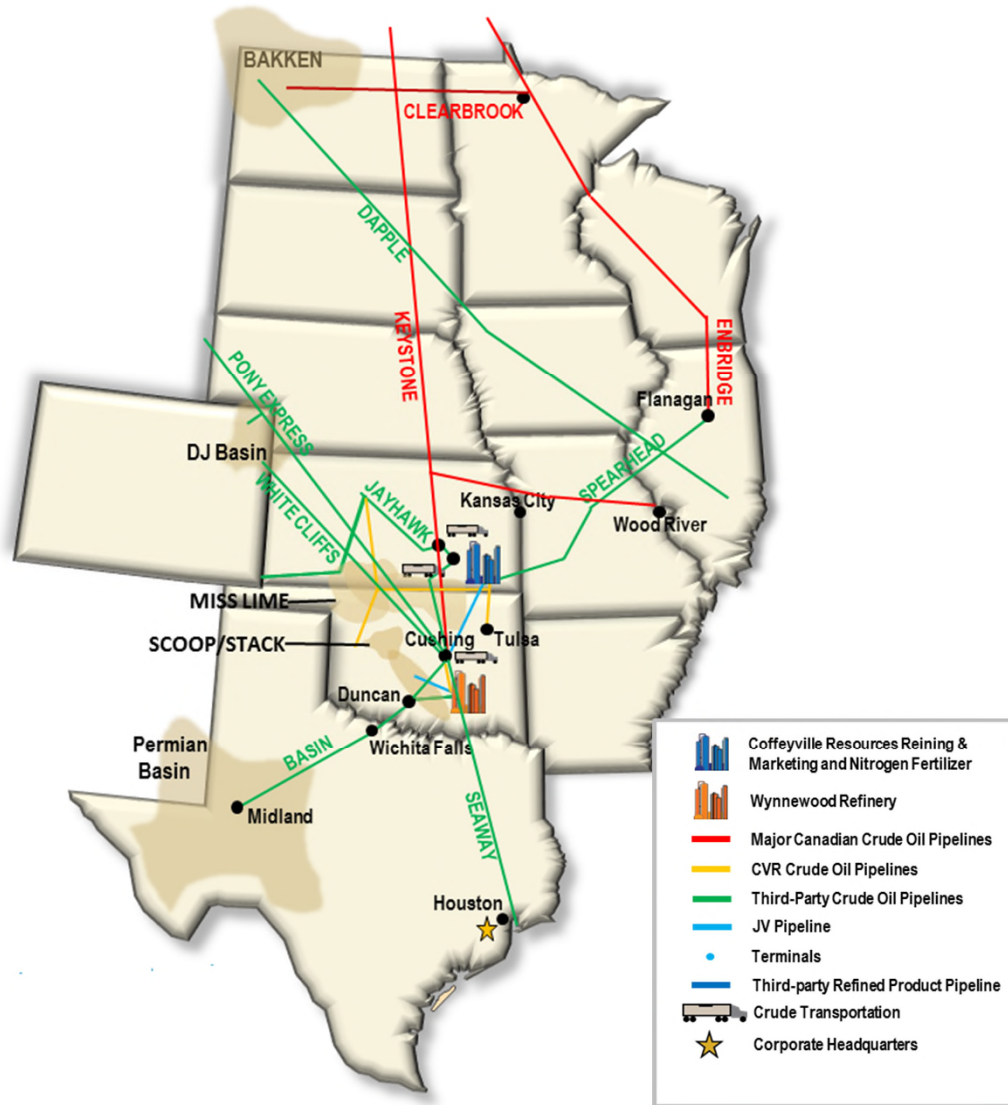 BAKKEN
CLEARBROOK
DAPPLE
KEYSTONE
ENBRIDGE
PONY EXPRESS
Flanagan
DJ Basin
SPEARHEAD
WHITE CLIFFS
JAYHAWK
Kansas City
Wood River
MISS LIME
SCOOP/STACK
Cushing
Tulsa
Duncan
Wichita Falls
Permian
Basin
BASIN
Midland
SEAWAY
Houston
Coffeyville Resources Reining &
Marketing and Nitrogen Fertilizer
Wynnewood Refinery
Major Canadian Crude Oil Pipelines
CVR Crude Oil Pipelines
Third-Party Crude Oil Pipelines
JV Pipeline
Terminals
Third-party Refined Product Pipeline
Crude Transportation
Corporate Headquarters